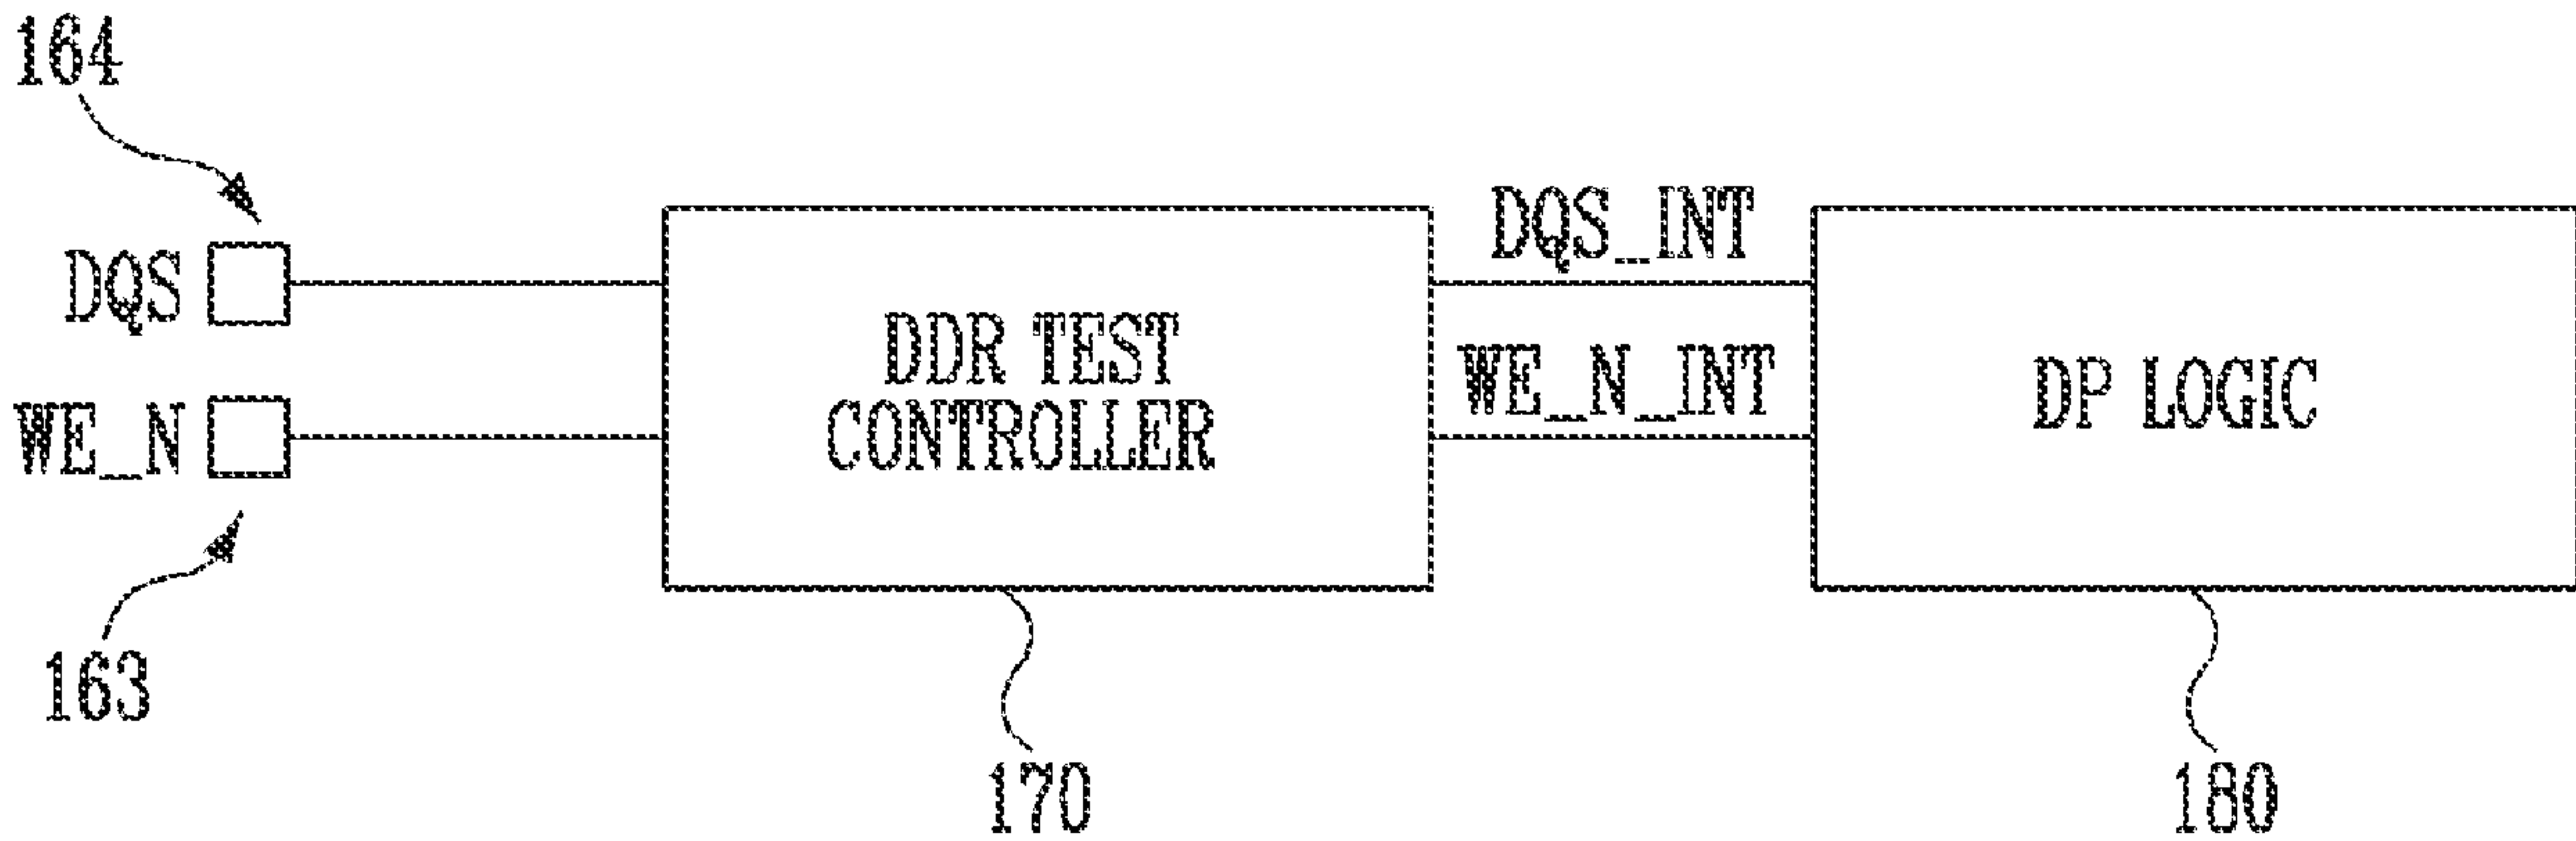 164
DQS
WE_N
163
DDR TEST
CONTROLLER
170
DQS_INT
WE_N_INT
DP LOGIC
180